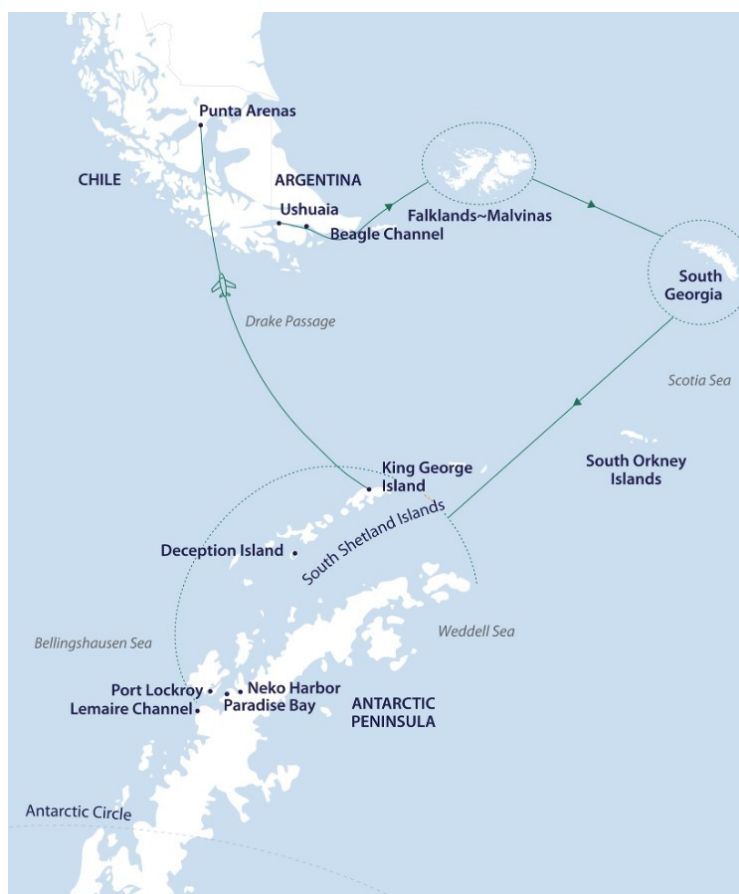 Punta Arenas
CHILE
ARGENTINA
Ushuaia
Beagle Channel
Falklands~Malvinas
South
Georgia
Drake Passage
Scotia Sea
King George
Island
South Orkney
Islands
South Shetland Islands
Deception Island
Bellingshausen Sea
Weddell Sea
Port Lockroy
Neko Harbor
Lemaire Channel
Paradise Bay
ANTARCTIC
PENINSULA
Antarctic Circle